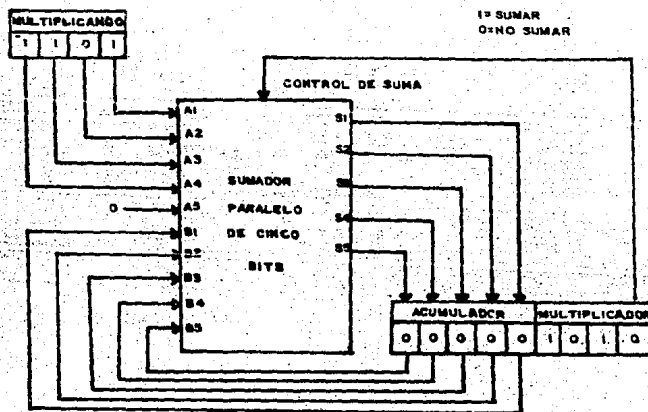 MULTIPLICANDO
1 1 0 1
1= SUMAR
0=NO SUMAR
CONTROL DE SUMA
A1
A2
A3
A4
0 A5
B1
B2
B3
B4
B5
SUMADOR
PARALELO
DE CINCO
BITS
S1
S2
S3
S4
S5
ACUMULADOR MULTIPLICADOR
0 0 0 0 0 1 0 1 0